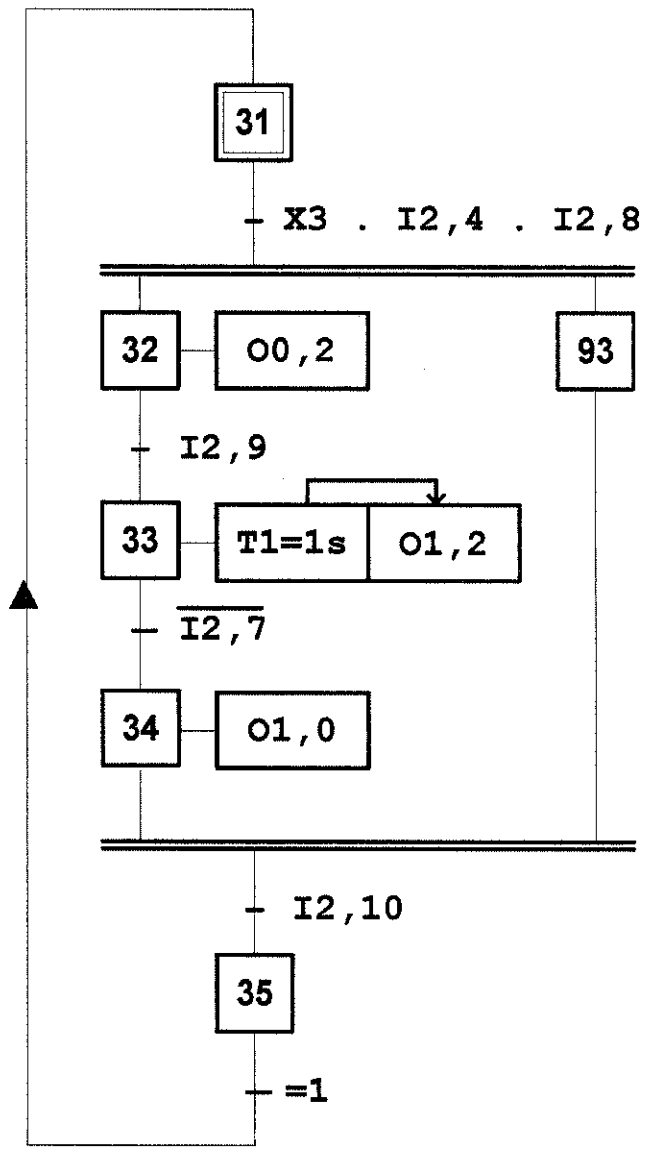 31
X3 . I2,4 . I2,8
32 O0,2 93
I2,9
33 T1=1s O1,2
I2,7
34 O1,0
I2,10
35
=1